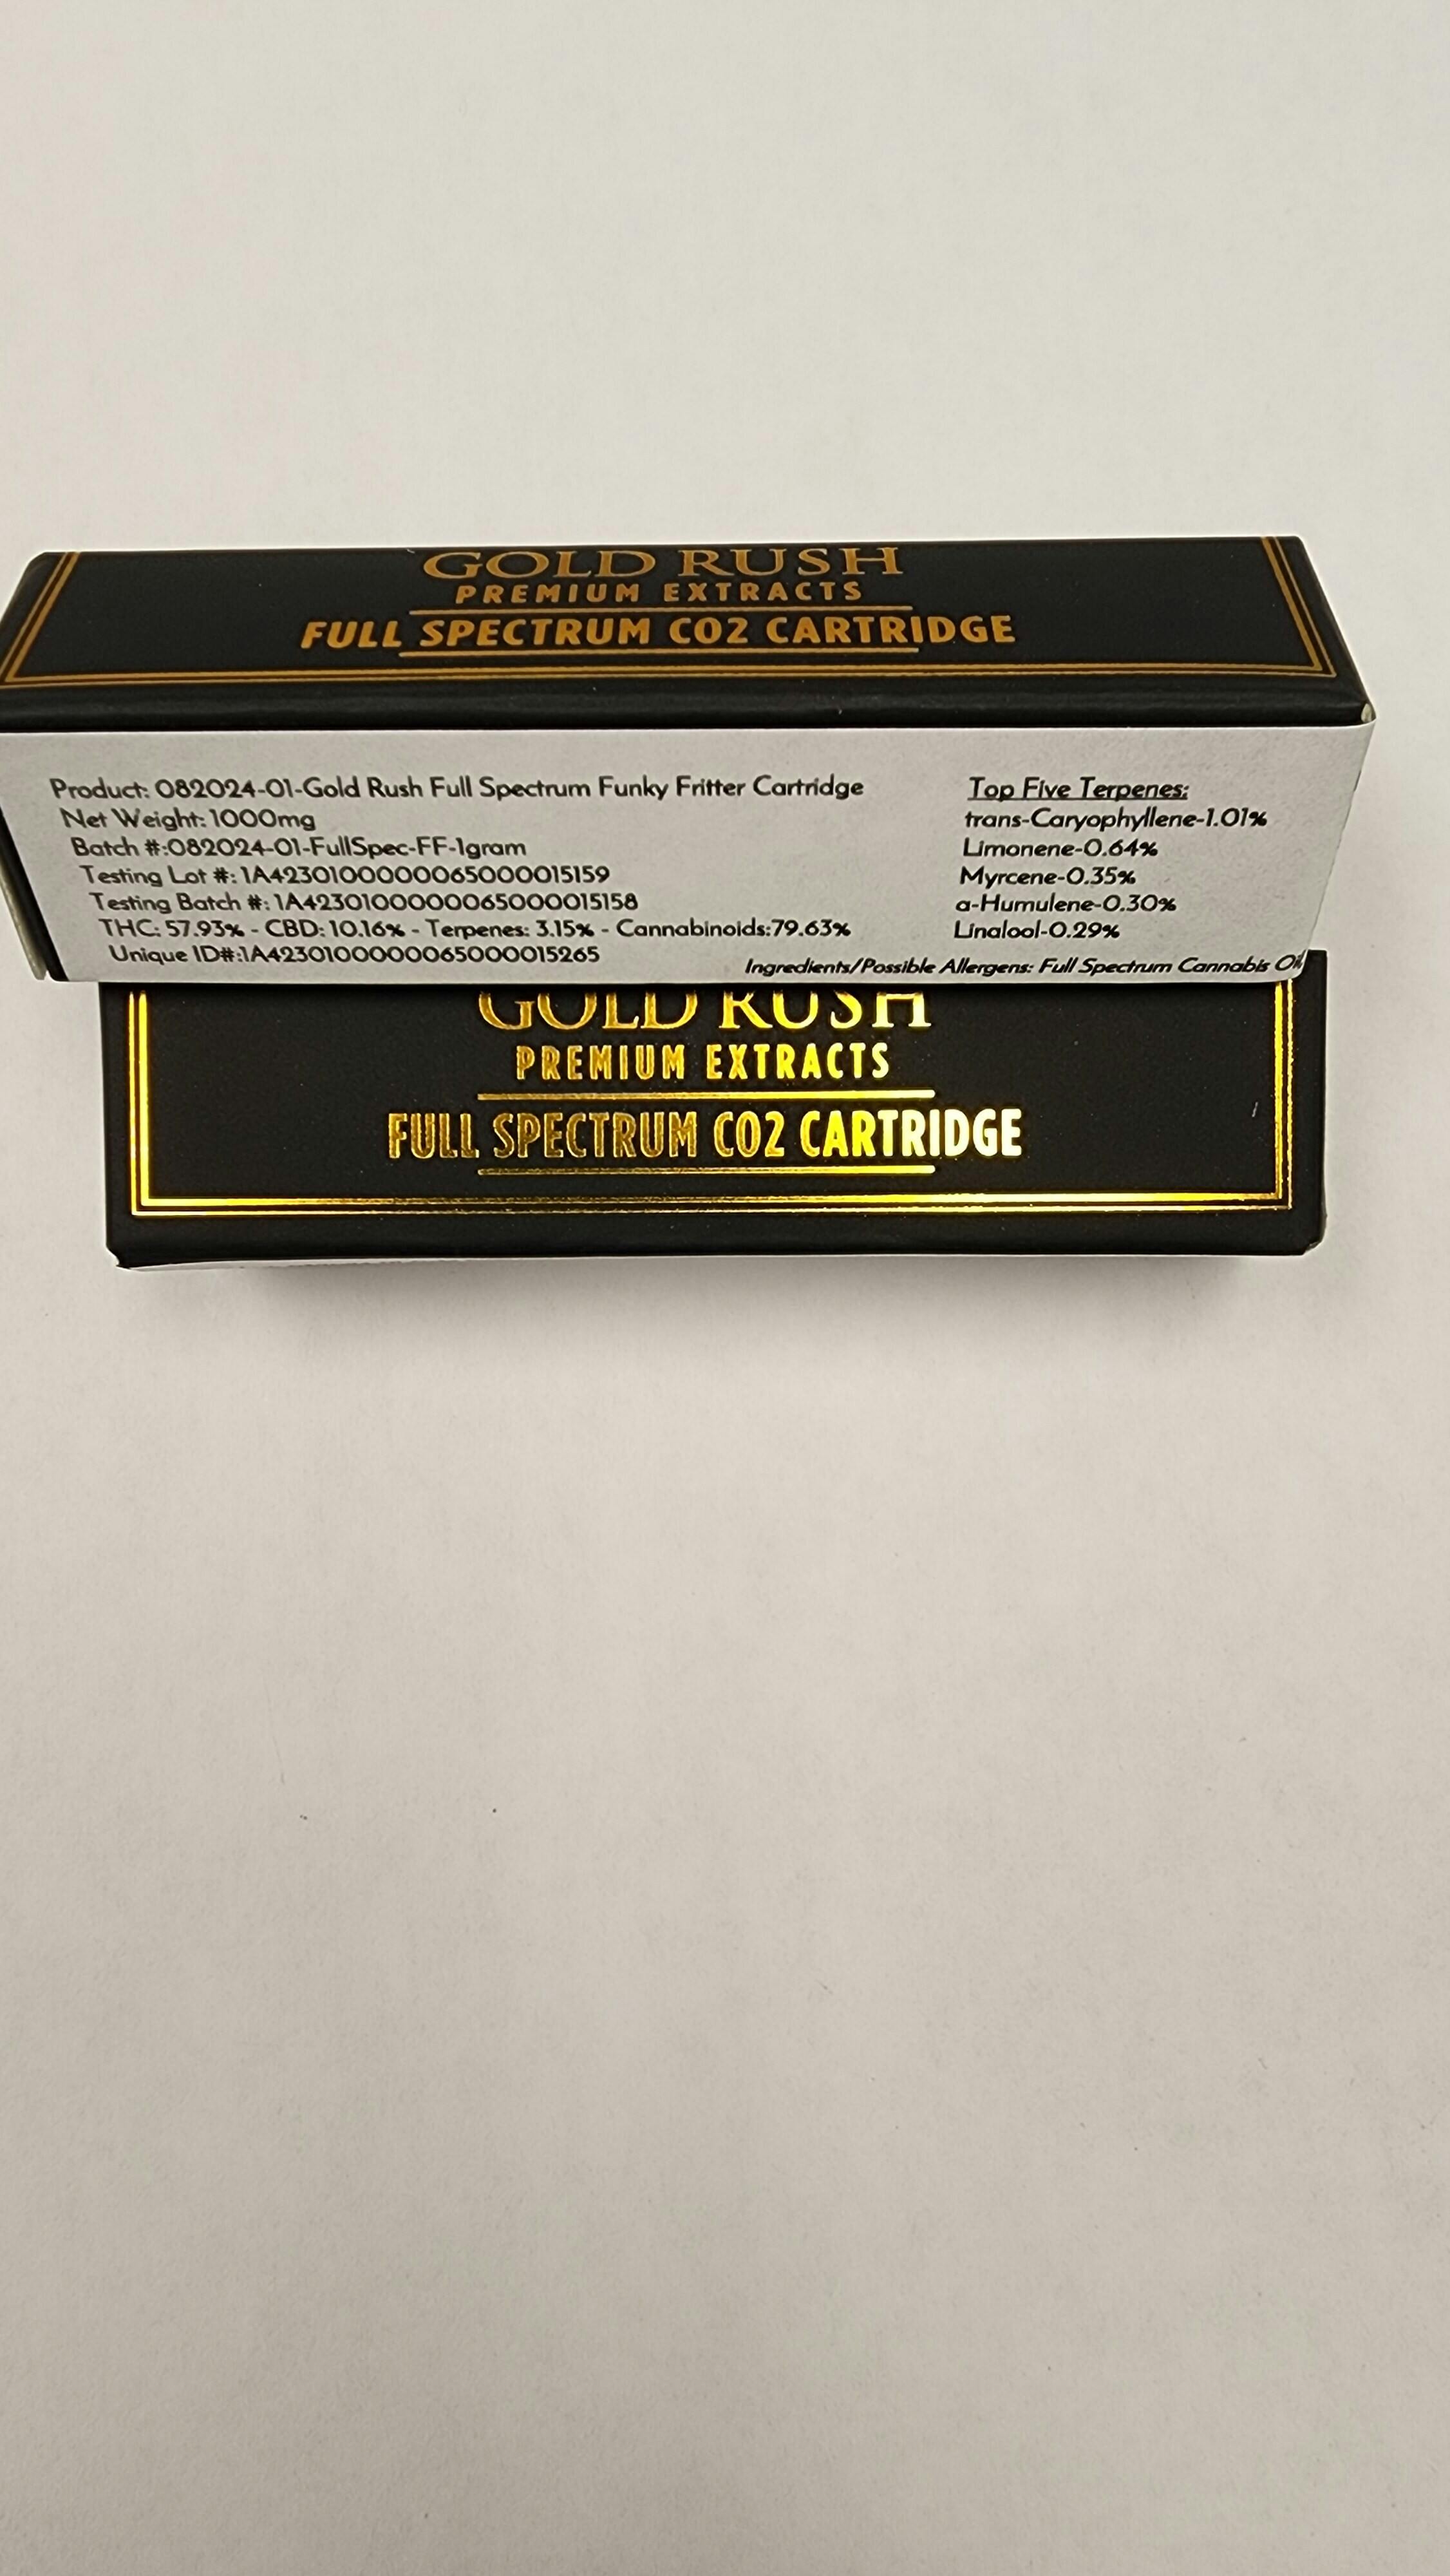 GOLD RUSH
PREMIUM EXTRACTS
FULL SPECTRUM CO2 CARTRIDGE
Product: 082024-01-Gold Rush Full Spectrum Funky Fritter Cartridge
Net Weight: 1000mg
Batch #:082024-01-FullSpec-FF-1gram
Testing Lot #: 1A4230100000065000015159
Testing Batch #: 1A4230100000065000015158
THC: 57.93% - CBD: 10.16% - Terpenes: 3.15% - Cannabinoids:79.63%
Unique ID#:1A4230100000065000015265
Top Five Terpenes:
trans-Caryophyllene-1.01%
Limonene-0.64%
Myrcene-0.35%
a-Humulene-0.30%
Linalool-0.29%
Ingredients/Possible Allergens: Full Spectrum Cannabis Oil
GOLD RUSH
PREMIUM EXTRACTS
FULL SPECTRUM CO2 CARTRIDGE